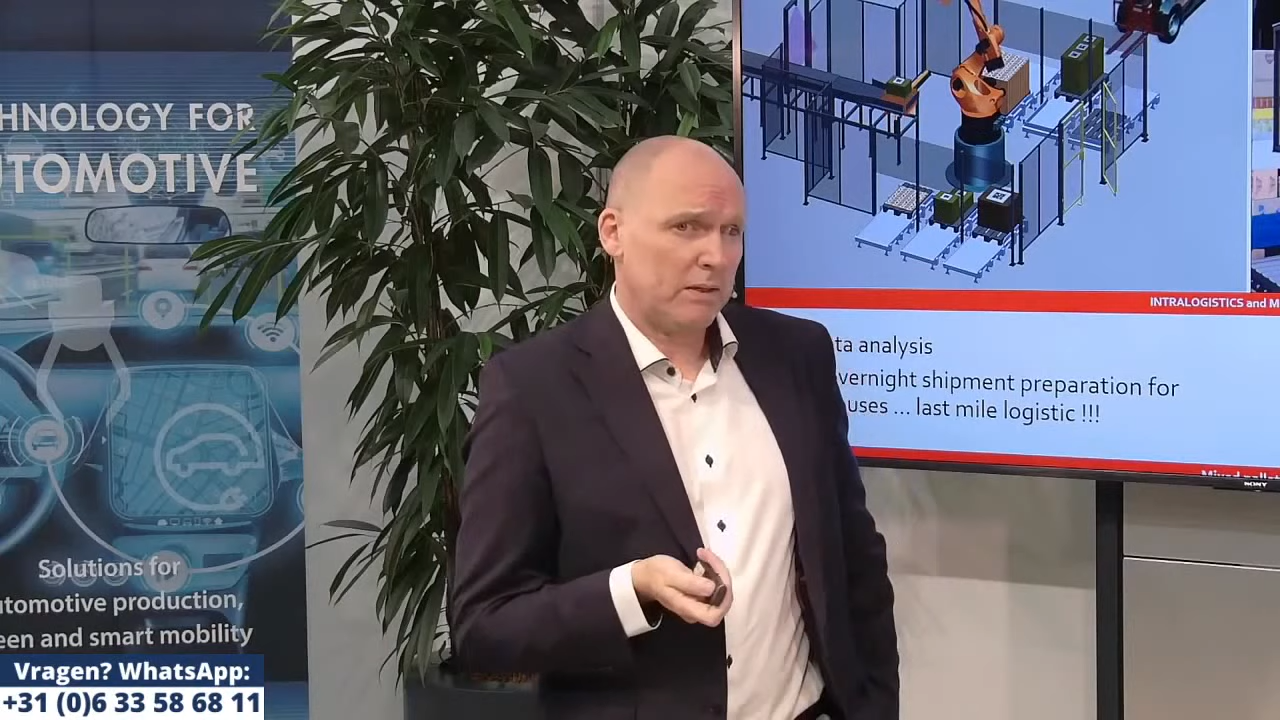 HNOLOGY FOR
UTOMOTIVE
Solutions for
utomotive production,
een and smart mobility
Vragen? WhatsApp:
+31 (0)6 33 58 68 11
INTRALOGISTICS and M
ta analysis
vernight shipment preparation for
uses ... last mile logistic !!!
SONY